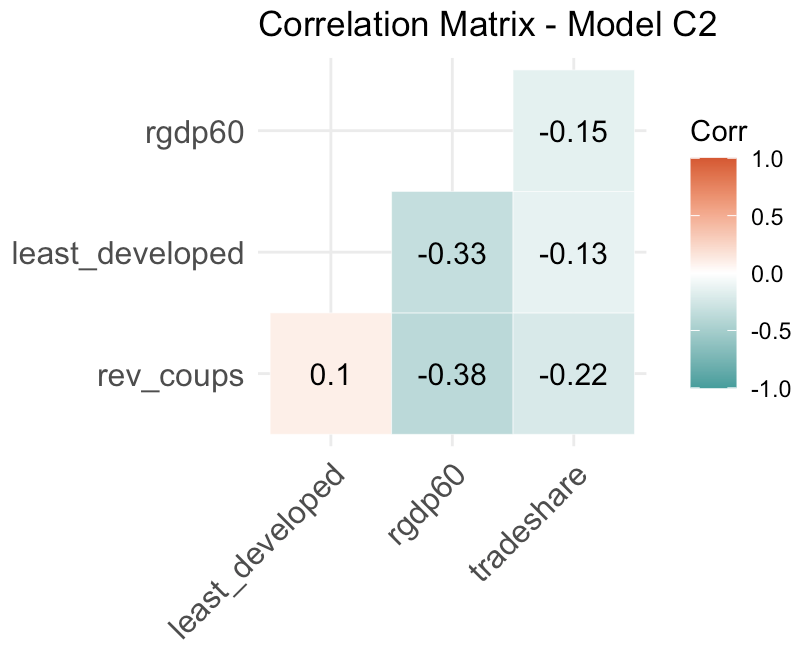 Correlation Matrix - Model C2
rgdp60
-0.15
least_developed
-0.33
-0.13
rev_coups
0.1
-0.38
-0.22
least_developed
rgdp60
tradeshare
Corr
1.0
0.5
0.0
-0.5
-1.0